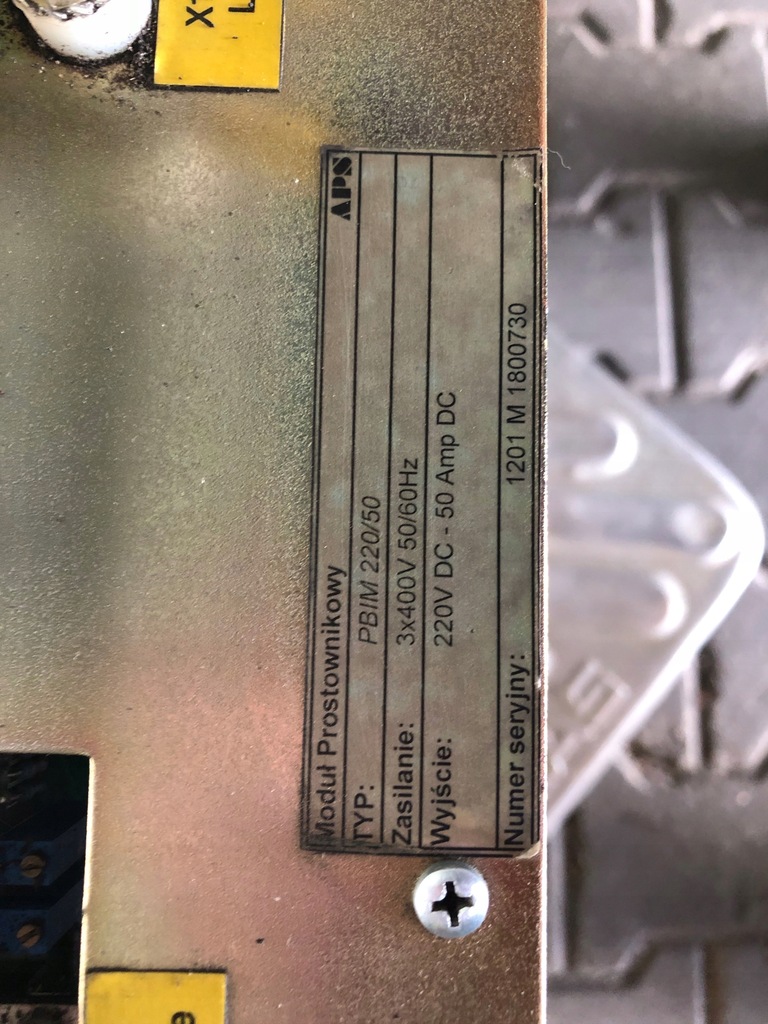 Moduł Prostownikowy APS
TYP: PBIM 220/50
Zasilanie: 3x400V 50/60Hz
Wyjście: 220V DC - 50 Amp DC
Numer seryjny: 1201 M 1800730